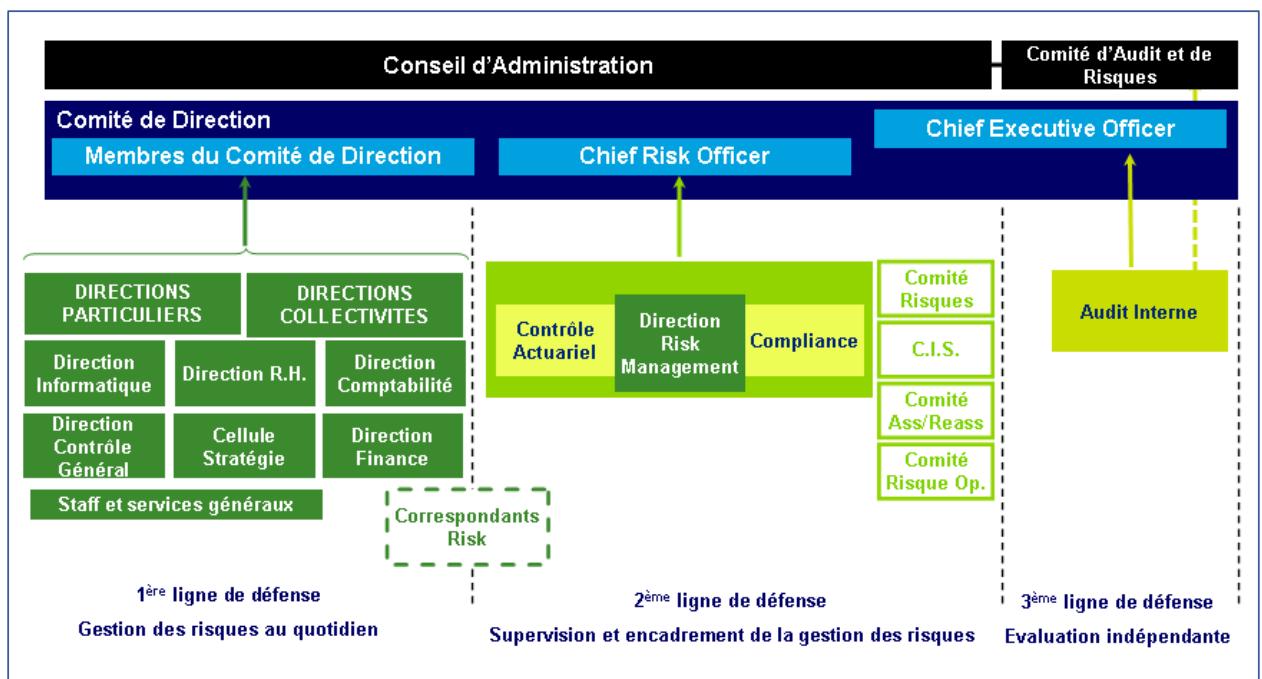 Conseil d'Administration
Comité d'Audit et de
Risques
Comité de Direction
Membres du Comité de Direction
Chief Risk Officer
Chief Executive Officer
DIRECTIONS
PARTICULIERS
DIRECTIONS
COLLECTIVITES
Direction
Informatique
Direction R.H.
Direction
Comptabilité
Direction
Contrôle
Général
Cellule
Stratégie
Direction
Finance
Staff et services généraux
Correspondants
Risk
Contrôle
Actuariel
Direction
Risk
Management
Compliance
Comité
Risques
C.I.S.
Comité
Ass/Reass
Comité
Risque Op.
Audit Interne
1ère ligne de défense
Gestion des risques au quotidien
2ème ligne de défense
Supervision et encadrement de la gestion des risques
3ème ligne de défense
Evaluation indépendante